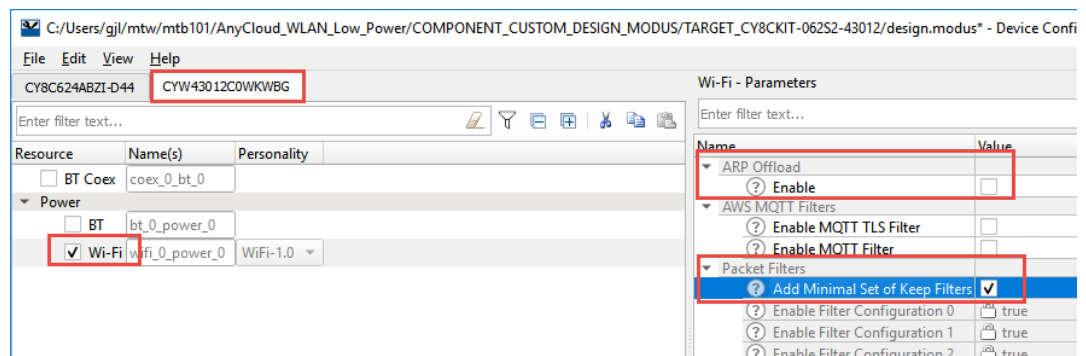 C:/Users/gjl/mtw/mtb101/AnyCloud_WLAN_Low_Power/COMPONENT_CUSTOM_DESIGN_MODUS/TARGET_CY8CKIT-062S2-43012/design.modus* - Device Confi
File Edit View Help
CY8C624ABZI-D44 CYW43012C0WKWBG
Enter filter text...
Resource Name(s) Personality
BT Coex coex_0_bt_0
Power
BT bt_0_power_0
Wi-Fi wifi_0_power_0 WiFi-1.0
Wi-Fi - Parameters
Enter filter text...
Name Value
ARP Offload
Enable
AWS MQTT Filters
Enable MQTT TLS Filter
Enable MQTT Filter
Packet Filters
Add Minimal Set of Keep Filters
Enable Filter Configuration 0 true
Enable Filter Configuration 1 true
Enable Filter Configuration 2 true